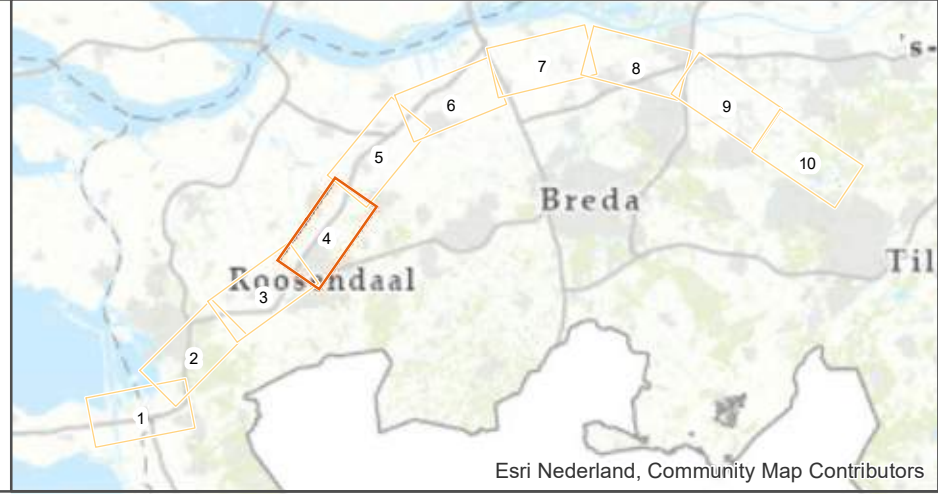 's-
7
8
6
9
5
10
Breda
4
Til
Roosendaal
3
2
1
Esri Nederland, Community Map Contributors